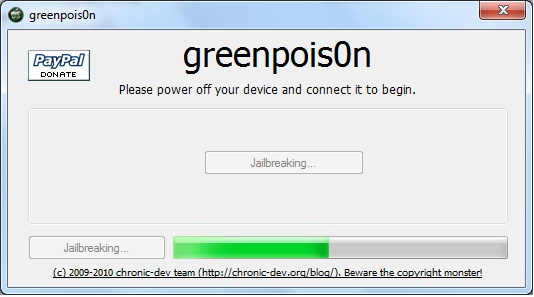 greenpois0n
PayPal
DONATE
greenpois0n
Please power off your device and connect it to begin.
Jailbreaking...
Jailbreaking...
(c) 2009-2010 chronic-dev team (http://chronic-dev.org/blog/). Beware the copyright monster!